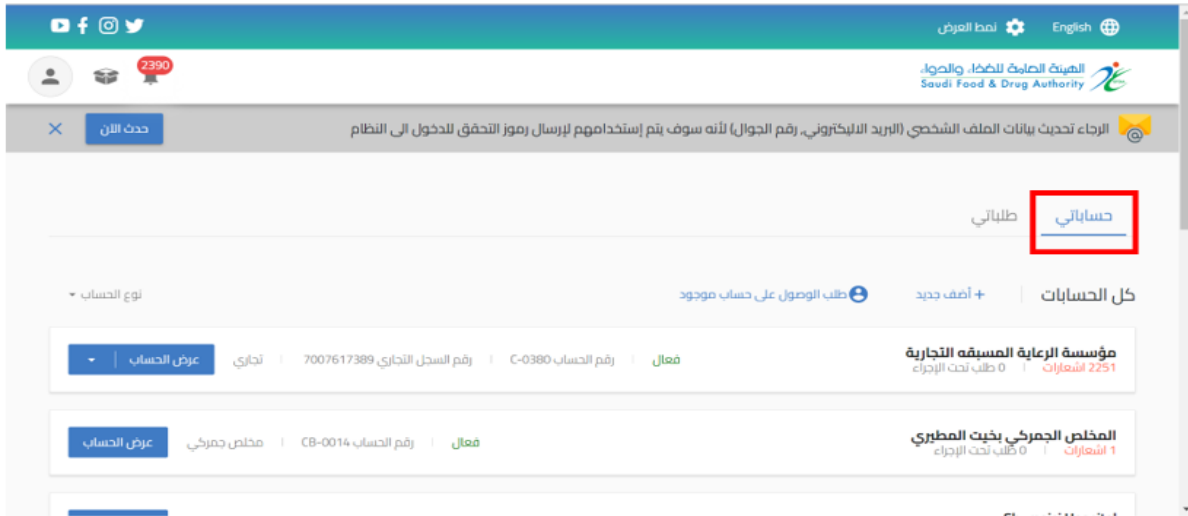 English نمط العرض
2390
الهيئة العامة للغذاء والدواء
Saudi Food & Drug Authority
الرجاء تحديث بيانات الملف الشخصي (البريد الاليكتروني, رقم الجوال) لأنه سوف يتم إستخدامهم لإرسال رموز التحقق للدخول الى النظام حدث الآن
حساباتي طلباتي
كل الحسابات + أضف جديد طلب الوصول على حساب موجود نوع الحساب
مؤسسة الرعاية المسبقه التجارية فعال رقم الحساب C-0380 رقم السجل التجاري 7007617389 تجاري عرض الحساب
2251 اشعارات 0 طلب تحت الإجراء
المخلص الجمركي بخيت المطيري فعال رقم الحساب CB-0014 مخلص جمركي عرض الحساب
1 اشعارات 0 طلب تحت الإجراء